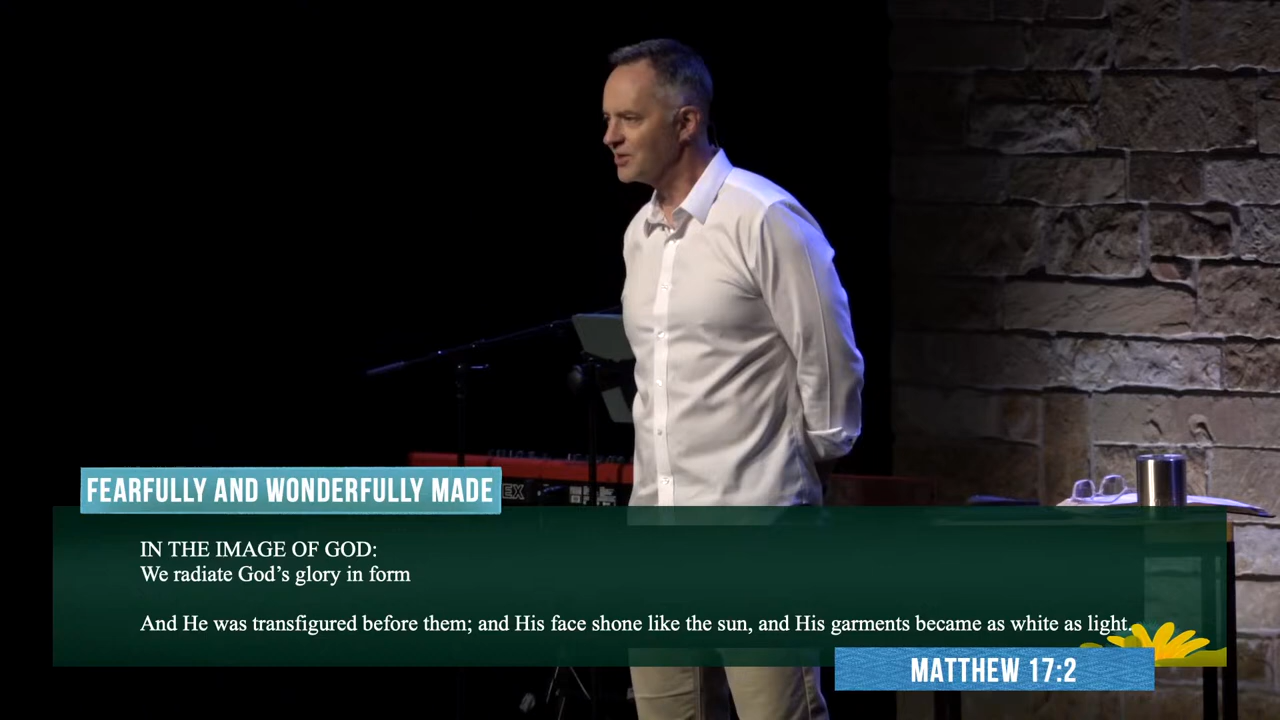 FEARFULLY AND WONDERFULLY MADE
IN THE IMAGE OF GOD:
We radiate God's glory in form
And He was transfigured before them; and His face shone like the sun, and His garments became as white as light.
MATTHEW 17:2